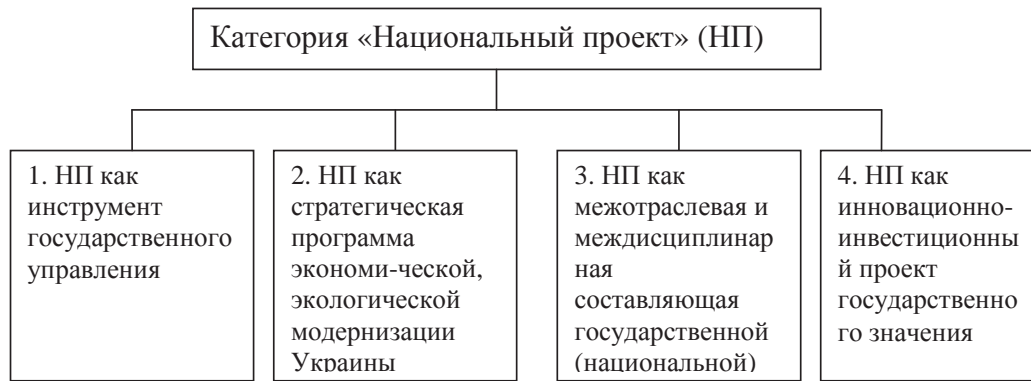 Категория «Национальный проект» (НП)
1. НП как
инструмент
государственного
управления
2. НП как
стратегическая
программа
экономи-ческой,
экологической
модернизации
Украины
3. НП как
межотраслевая и
междисциплинар
ная
составляющая
государственной
(национальной)
4. НП как
инновационно-
инвестиционны
й проект
государственно
го значения